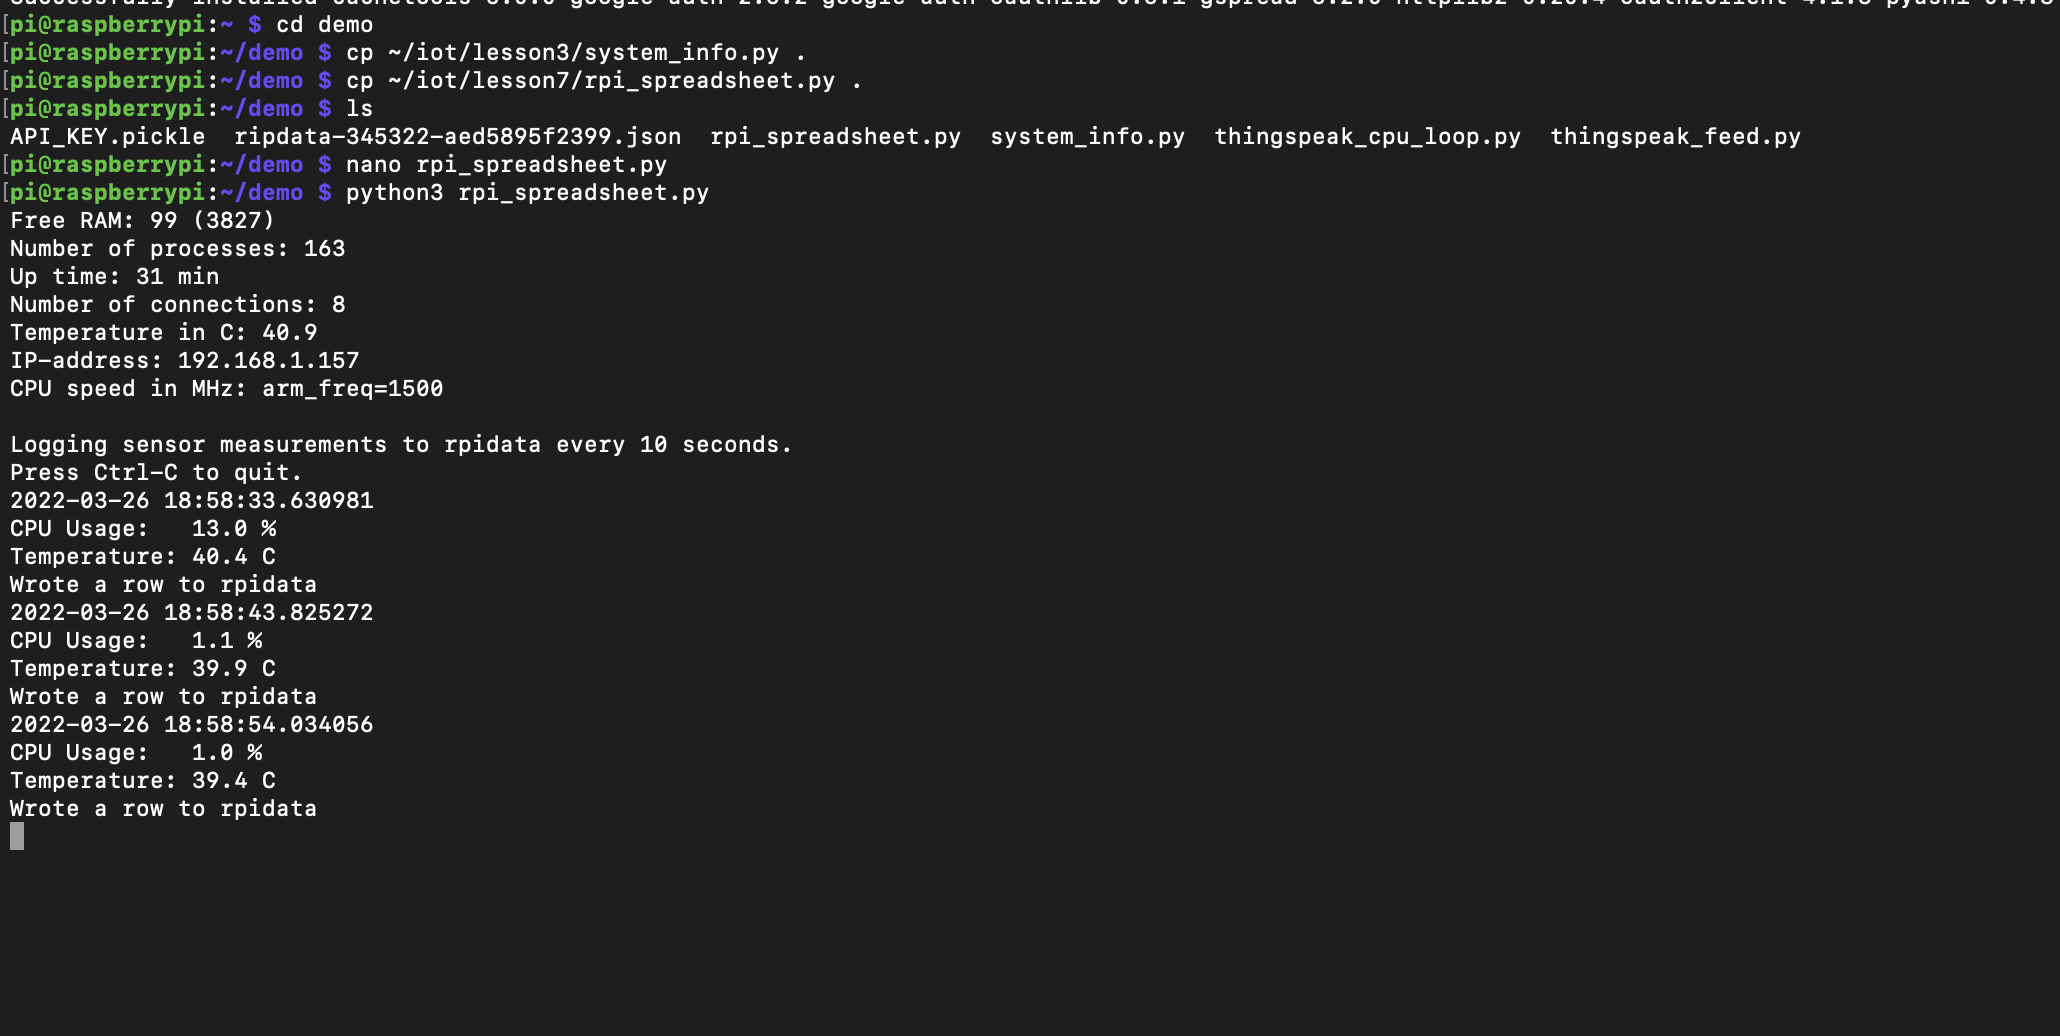 [pi@raspberrypi:~ $ cd demo
[pi@raspberrypi:~/demo $ cp ~/iot/lesson3/system_info.py .
[pi@raspberrypi:~/demo $ cp ~/iot/lesson7/rpi_spreadsheet.py .
[pi@raspberrypi:~/demo $ ls
API_KEY.pickle  ripdata-345322-aed5895f2399.json  rpi_spreadsheet.py  system_info.py  thingspeak_cpu_loop.py  thingspeak_feed.py
[pi@raspberrypi:~/demo $ nano rpi_spreadsheet.py
[pi@raspberrypi:~/demo $ python3 rpi_spreadsheet.py
Free RAM: 99 (3827)
Number of processes: 163
Up time: 31 min
Number of connections: 8
Temperature in C: 40.9
IP-address: 192.168.1.157
CPU speed in MHz: arm_freq=1500
Logging sensor measurements to rpidata every 10 seconds.
Press Ctrl-C to quit.
2022-03-26 18:58:33.630981
CPU Usage:   13.0 %
Temperature: 40.4 C
Wrote a row to rpidata
2022-03-26 18:58:43.825272
CPU Usage:   1.1 %
Temperature: 39.9 C
Wrote a row to rpidata
2022-03-26 18:58:54.034056
CPU Usage:   1.0 %
Temperature: 39.4 C
Wrote a row to rpidata